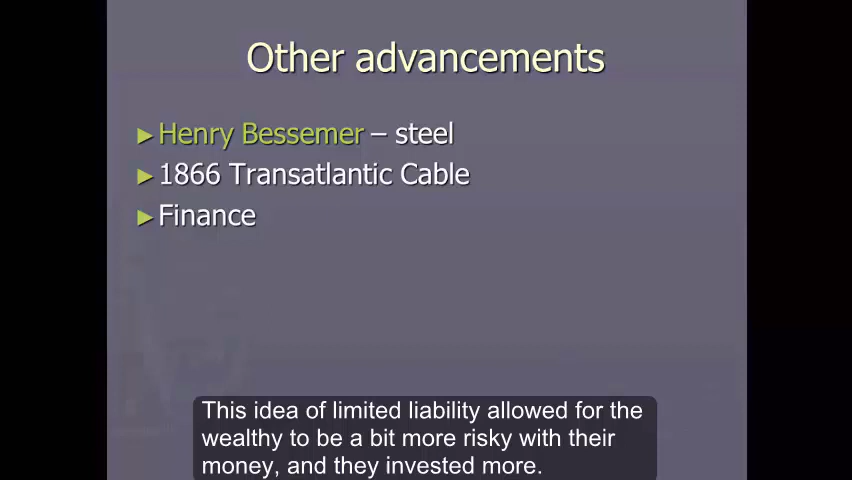 Other advancements
►Henry Bessemer – steel
►1866 Transatlantic Cable
►Finance
This idea of limited liability allowed for the
wealthy to be a bit more risky with their
money, and they invested more.